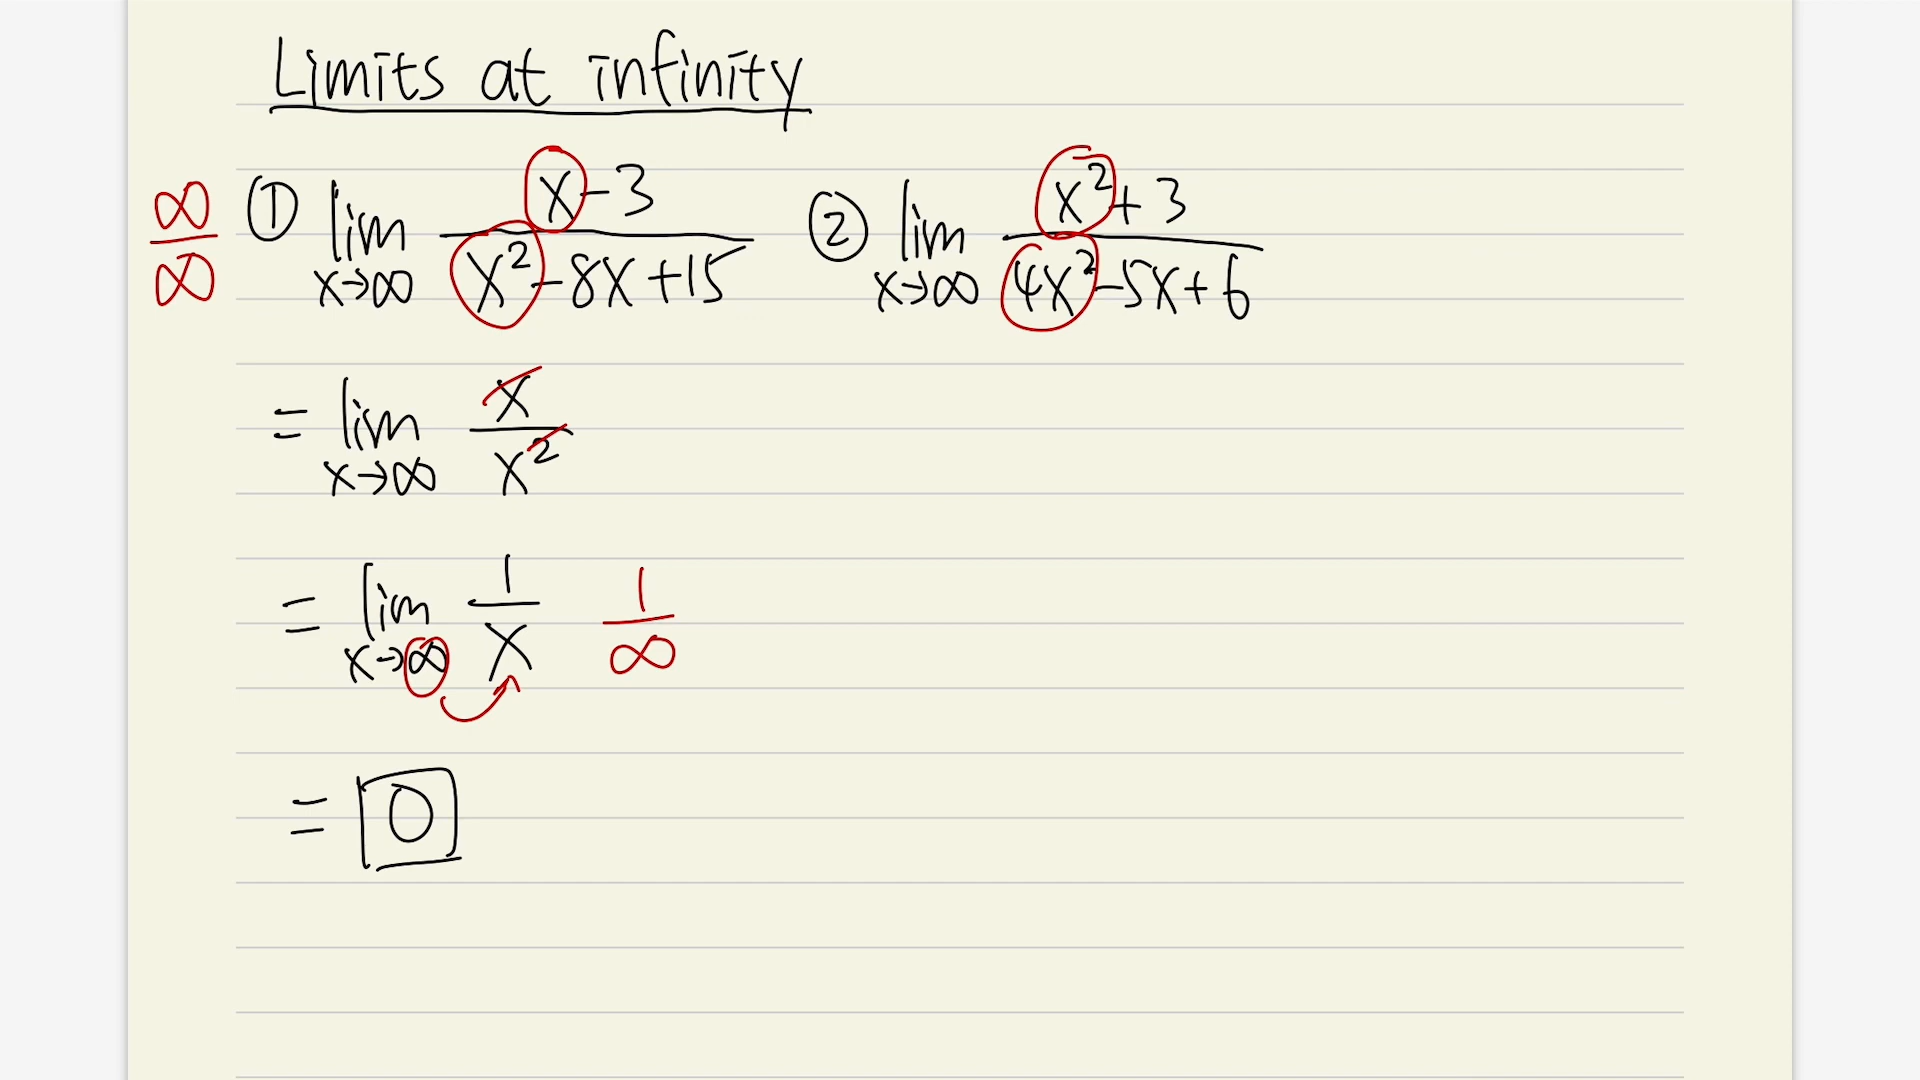 Limits at infinity
∞/∞ ① lim x→∞ (x-3)/(x²-8x+15)
② lim x→∞ (x²+3)/(4x²-5x+6)
= lim x→∞ x/x²
= lim x→∞ 1/x 1/∞
= 0